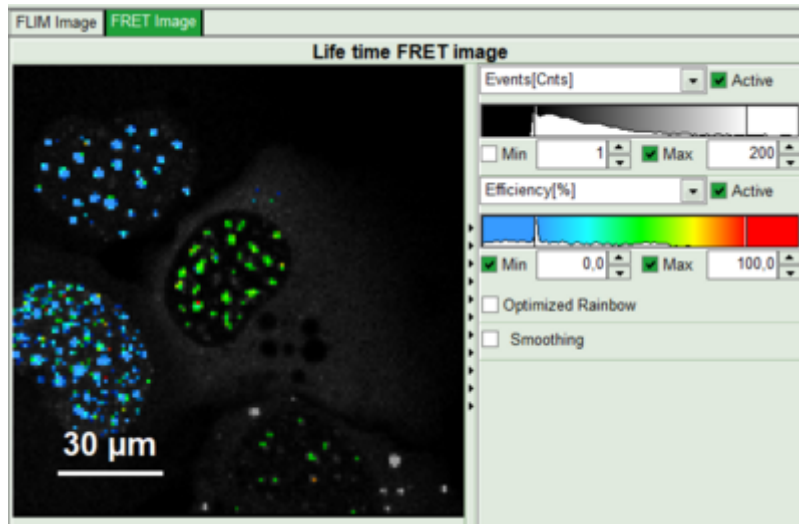 FLIM Image FRET Image
Life time FRET image
Events[Cnts] Active
Min 1 Max 200
Efficiency[%] Active
Min 0,0 Max 100,0
Optimized Rainbow
Smoothing
30 µm